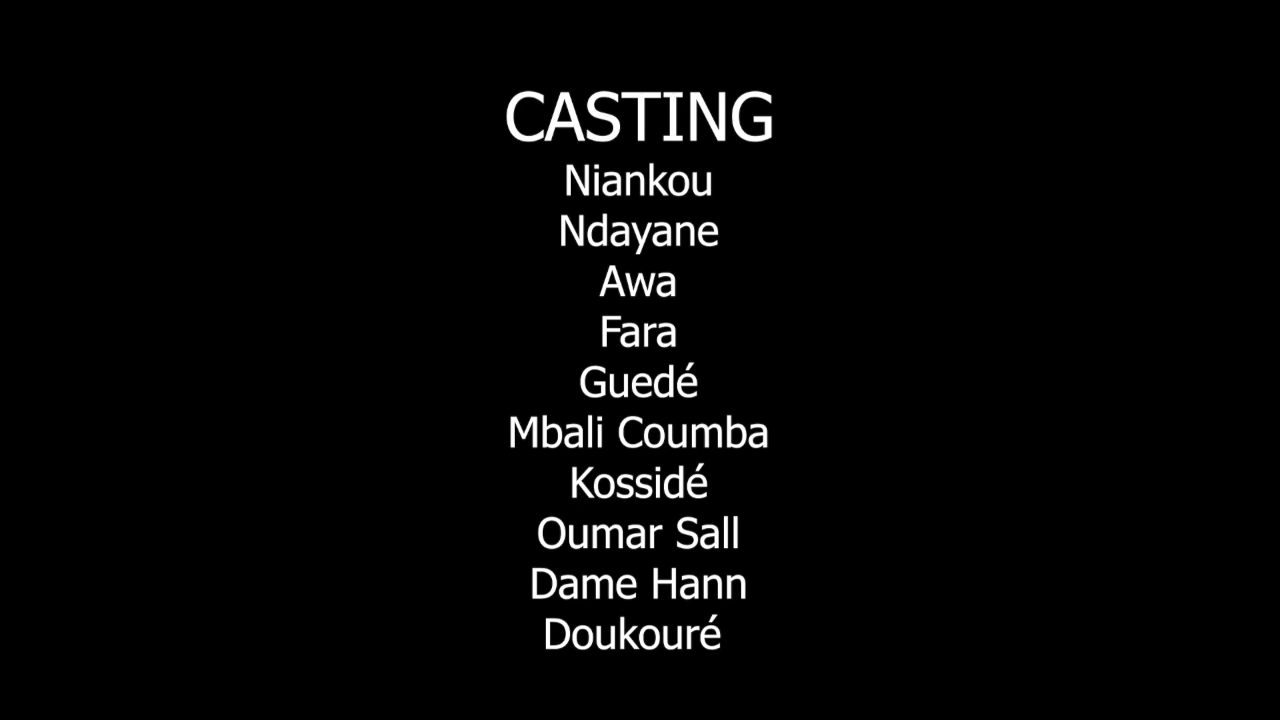 CASTING
Niankou
Ndayane
Awa
Fara
Guedé
Mbali Coumba
Kossidé
Oumar Sall
Dame Hann
Doukouré